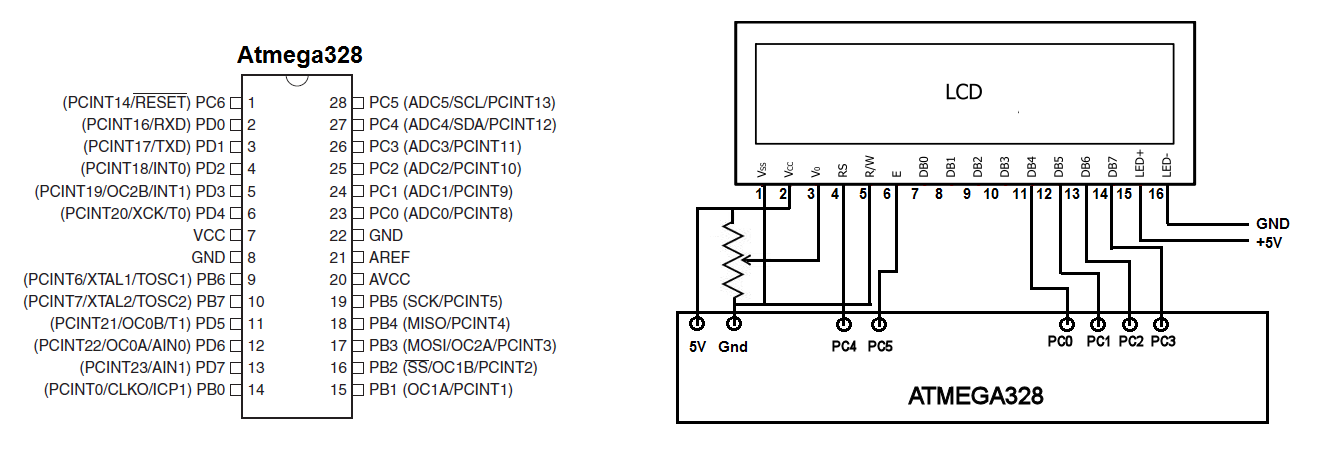 Atmega328
(PCINT14/RESET) PC6 1 28 PC5 (ADC5/SCL/PCINT13)
(PCINT16/RXD) PD0 2 27 PC4 (ADC4/SDA/PCINT12)
(PCINT17/TXD) PD1 3 26 PC3 (ADC3/PCINT11)
(PCINT18/INT0) PD2 4 25 PC2 (ADC2/PCINT10)
(PCINT19/OC2B/INT1) PD3 5 24 PC1 (ADC1/PCINT9)
(PCINT20/XCK/T0) PD4 6 23 PC0 (ADC0/PCINT8)
VCC 7 22 GND
GND 8 21 AREF
(PCINT6/XTAL1/TOSC1) PB6 9 20 AVCC
(PCINT7/XTAL2/TOSC2) PB7 10 19 PB5 (SCK/PCINT5)
(PCINT21/OC0B/T1) PD5 11 18 PB4 (MISO/PCINT4)
(PCINT22/OC0A/AIN0) PD6 12 17 PB3 (MOSI/OC2A/PCINT3)
(PCINT23/AIN1) PD7 13 16 PB2 (SS/OC1B/PCINT2)
(PCINT0/CLKO/ICP1) PB0 14 15 PB1 (OC1A/PCINT1)
LCD
Vss Vcc V0 RS R/W E DB0 DB1 DB2 DB3 DB4 DB5 DB6 DB7 LED+ LED-
1 2 3 4 5 6 7 8 9 10 11 12 13 14 15 16
GND
+5V
5V Gnd PC4 PC5 PC0 PC1 PC2 PC3
ATMEGA328